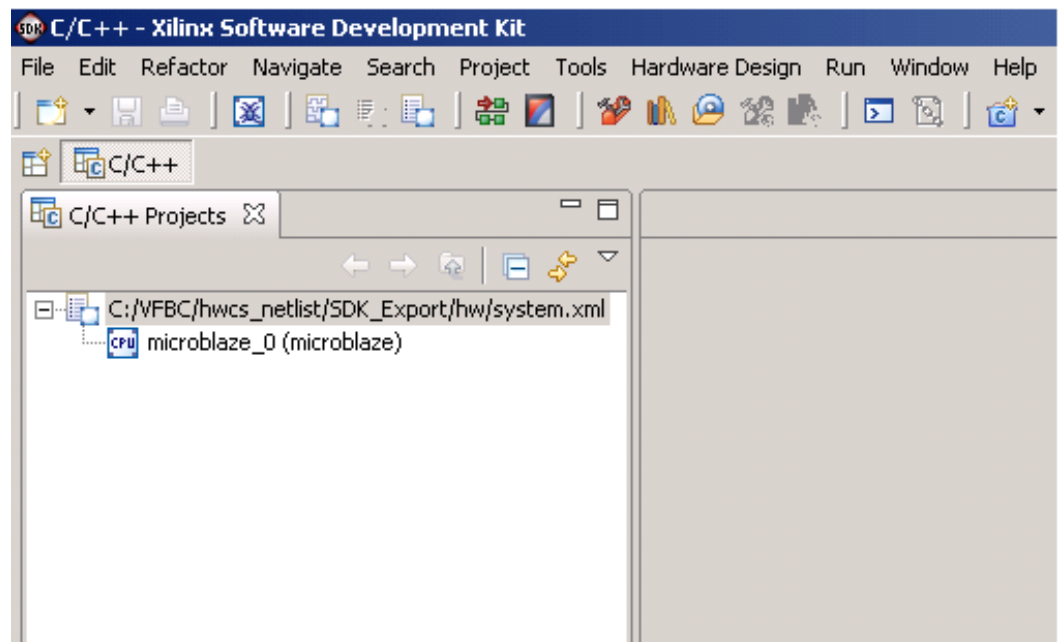 SDK C/C++ - Xilinx Software Development Kit
File Edit Refactor Navigate Search Project Tools Hardware Design Run Window Help
C/C++
C/C++ Projects
C:/VFBC/hwcs_netlist/SDK_Export/hw/system.xml
CPU microblaze_0 (microblaze)